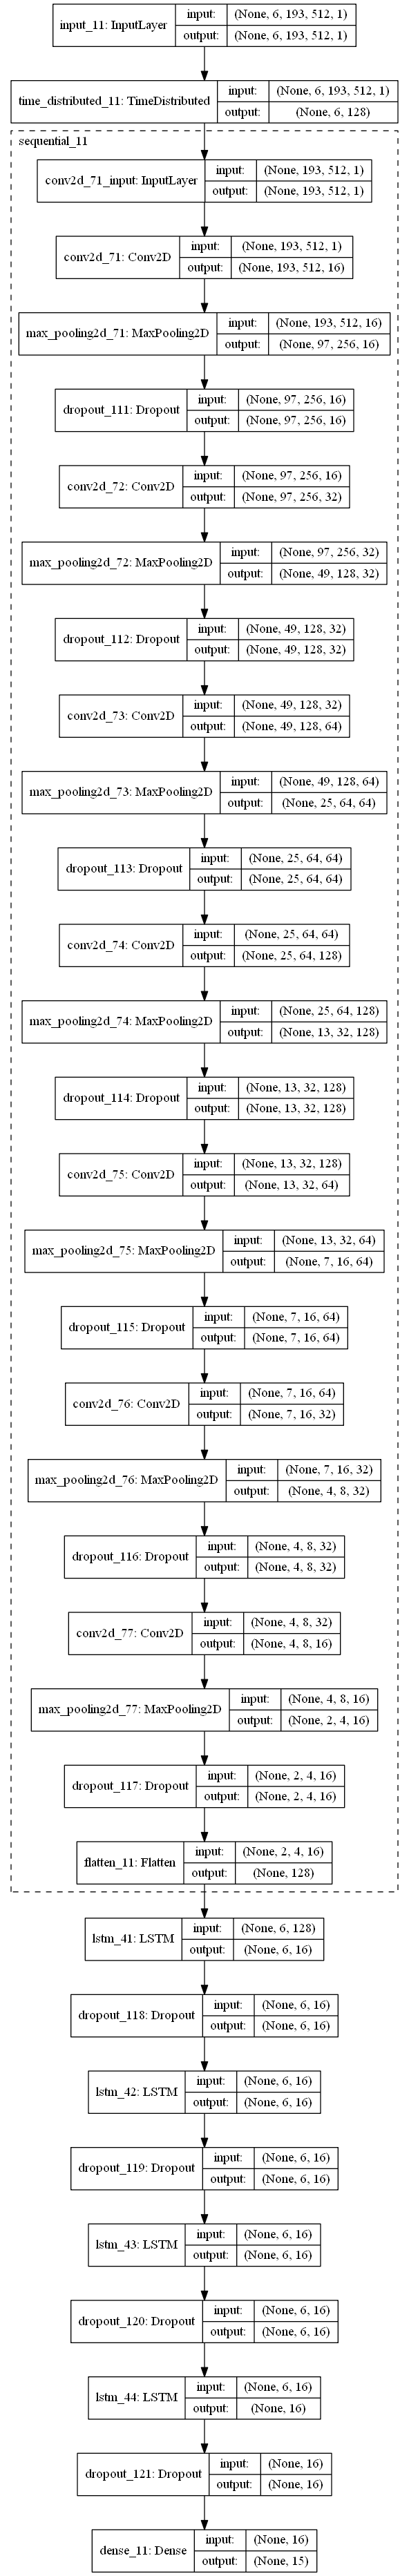 input_11: InputLayer input: (None, 6, 193, 512, 1)
output: (None, 6, 193, 512, 1)
time_distributed_11: TimeDistributed input: (None, 6, 193, 512, 1)
output: (None, 6, 128)
sequential_11
conv2d_71_input: InputLayer input: (None, 193, 512, 1)
output: (None, 193, 512, 1)
conv2d_71: Conv2D input: (None, 193, 512, 1)
output: (None, 193, 512, 16)
max_pooling2d_71: MaxPooling2D input: (None, 193, 512, 16)
output: (None, 97, 256, 16)
dropout_111: Dropout input: (None, 97, 256, 16)
output: (None, 97, 256, 16)
conv2d_72: Conv2D input: (None, 97, 256, 16)
output: (None, 97, 256, 32)
max_pooling2d_72: MaxPooling2D input: (None, 97, 256, 32)
output: (None, 49, 128, 32)
dropout_112: Dropout input: (None, 49, 128, 32)
output: (None, 49, 128, 32)
conv2d_73: Conv2D input: (None, 49, 128, 32)
output: (None, 49, 128, 64)
max_pooling2d_73: MaxPooling2D input: (None, 49, 128, 64)
output: (None, 25, 64, 64)
dropout_113: Dropout input: (None, 25, 64, 64)
output: (None, 25, 64, 64)
conv2d_74: Conv2D input: (None, 25, 64, 64)
output: (None, 25, 64, 128)
max_pooling2d_74: MaxPooling2D input: (None, 25, 64, 128)
output: (None, 13, 32, 128)
dropout_114: Dropout input: (None, 13, 32, 128)
output: (None, 13, 32, 128)
conv2d_75: Conv2D input: (None, 13, 32, 128)
output: (None, 13, 32, 64)
max_pooling2d_75: MaxPooling2D input: (None, 13, 32, 64)
output: (None, 7, 16, 64)
dropout_115: Dropout input: (None, 7, 16, 64)
output: (None, 7, 16, 64)
conv2d_76: Conv2D input: (None, 7, 16, 64)
output: (None, 7, 16, 32)
max_pooling2d_76: MaxPooling2D input: (None, 7, 16, 32)
output: (None, 4, 8, 32)
dropout_116: Dropout input: (None, 4, 8, 32)
output: (None, 4, 8, 32)
conv2d_77: Conv2D input: (None, 4, 8, 32)
output: (None, 4, 8, 16)
max_pooling2d_77: MaxPooling2D input: (None, 4, 8, 16)
output: (None, 2, 4, 16)
dropout_117: Dropout input: (None, 2, 4, 16)
output: (None, 2, 4, 16)
flatten_11: Flatten input: (None, 2, 4, 16)
output: (None, 128)
lstm_41: LSTM input: (None, 6, 128)
output: (None, 6, 16)
dropout_118: Dropout input: (None, 6, 16)
output: (None, 6, 16)
lstm_42: LSTM input: (None, 6, 16)
output: (None, 6, 16)
dropout_119: Dropout input: (None, 6, 16)
output: (None, 6, 16)
lstm_43: LSTM input: (None, 6, 16)
output: (None, 6, 16)
dropout_120: Dropout input: (None, 6, 16)
output: (None, 6, 16)
lstm_44: LSTM input: (None, 6, 16)
output: (None, 16)
dropout_121: Dropout input: (None, 16)
output: (None, 16)
dense_11: Dense input: (None, 16)
output: (None, 15)